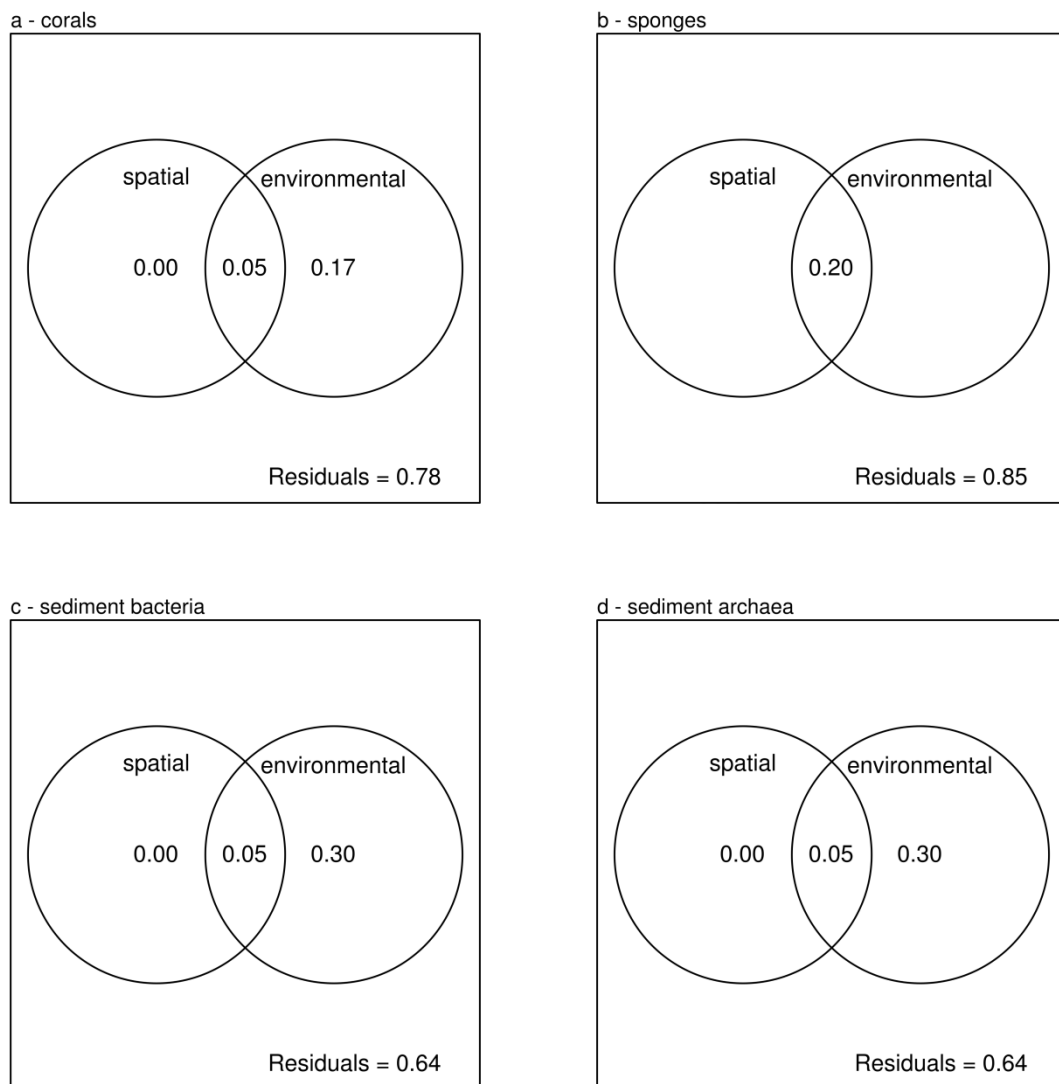 a - corals
spatial
environmental
0.00
0.05
0.17
Residuals = 0.78
b - sponges
spatial
environmental
0.20
Residuals = 0.85
c - sediment bacteria
spatial
environmental
0.00
0.05
0.30
Residuals = 0.64
d - sediment archaea
spatial
environmental
0.00
0.05
0.30
Residuals = 0.64